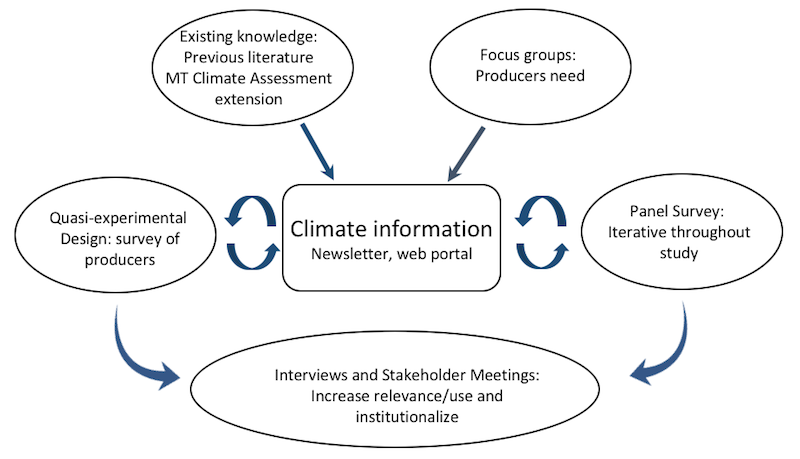 Existing knowledge:
Previous literature
MT Climate Assessment
extension
Focus groups:
Producers need
Quasi-experimental
Design: survey of
producers
Climate information
Newsletter, web portal
Panel Survey:
Iterative throughout
study
Interviews and Stakeholder Meetings:
Increase relevance/use and
institutionalize